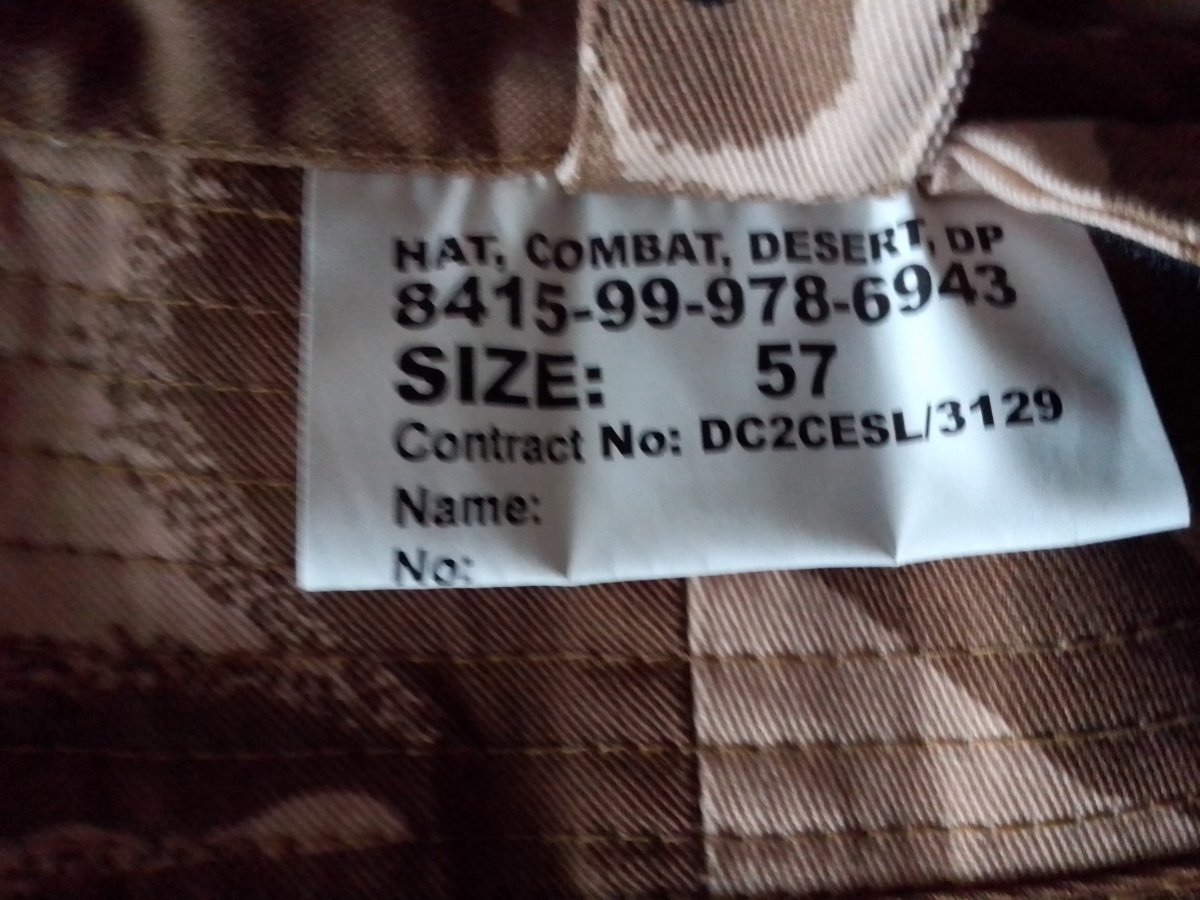 HAT, COMBAT, DESERT, DP
8415-99-978-6943
SIZE: 57
Contract No: DC2CESL/3129
Name:
No: